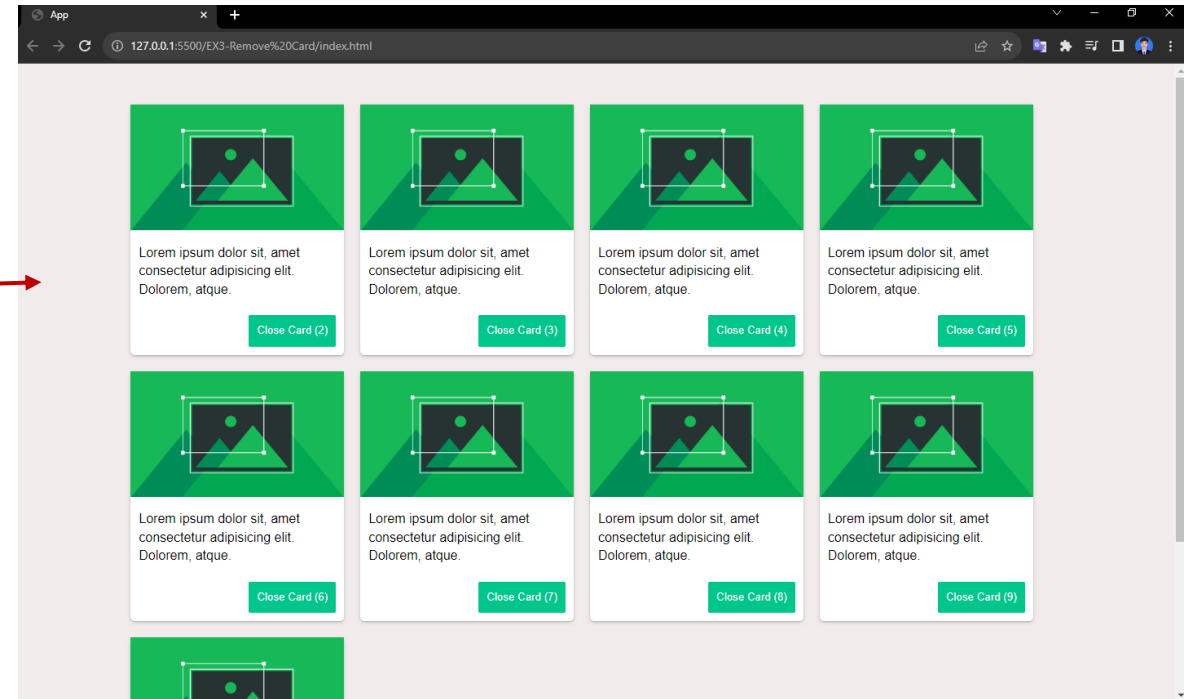 App
127.0.0.1:5500/EX3-Remove%20Card/index.html
Lorem ipsum dolor sit, amet
consectetur adipisicing elit.
Dolorem, atque.
Close Card (2)
Lorem ipsum dolor sit, amet
consectetur adipisicing elit.
Dolorem, atque.
Close Card (3)
Lorem ipsum dolor sit, amet
consectetur adipisicing elit.
Dolorem, atque.
Close Card (4)
Lorem ipsum dolor sit, amet
consectetur adipisicing elit.
Dolorem, atque.
Close Card (5)
Lorem ipsum dolor sit, amet
consectetur adipisicing elit.
Dolorem, atque.
Close Card (6)
Lorem ipsum dolor sit, amet
consectetur adipisicing elit.
Dolorem, atque.
Close Card (7)
Lorem ipsum dolor sit, amet
consectetur adipisicing elit.
Dolorem, atque.
Close Card (8)
Lorem ipsum dolor sit, amet
consectetur adipisicing elit.
Dolorem, atque.
Close Card (9)